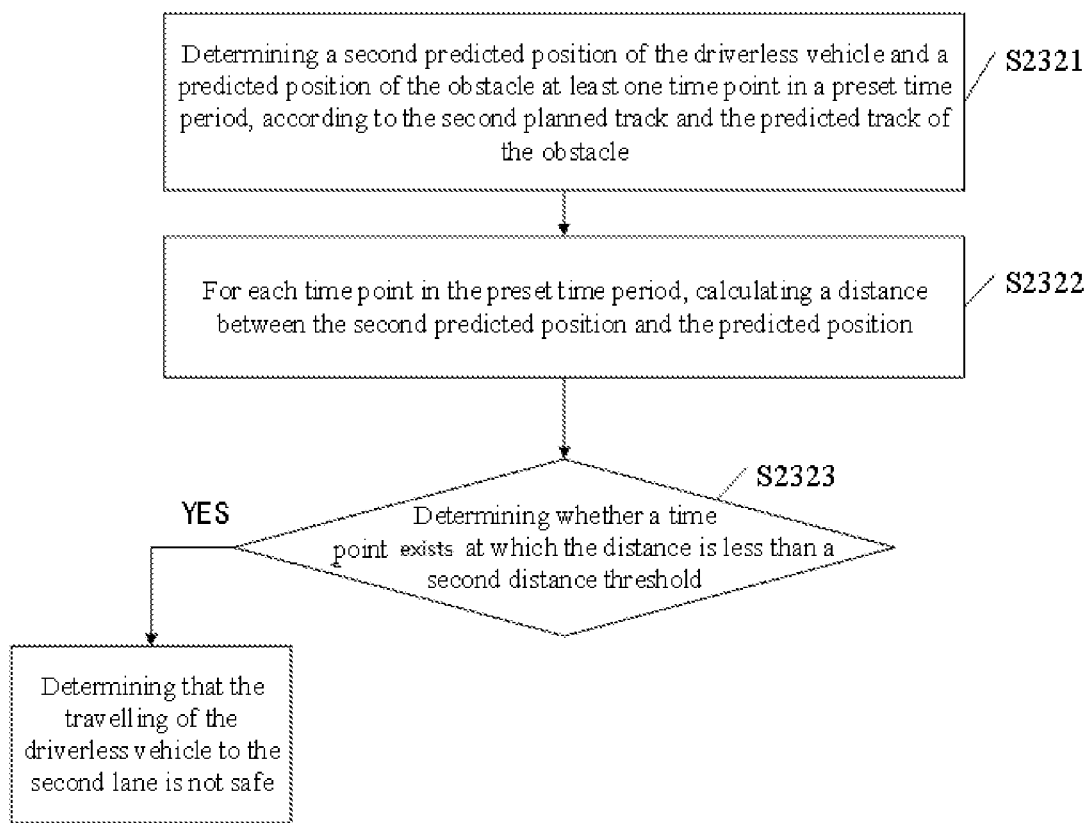 Determining a second predicted position of the driverless vehicle and a
predicted position of the obstacle at least one time point in a preset time
period, according to the second planned track and the predicted track of
the obstacle
S2321
For each time point in the preset time period, calculating a distance
between the second predicted position and the predicted position
S2322
S2323
YES
Determining whether a time
point exists at which the distance is less than a
second distance threshold
Determining that the
travelling of the
driverless vehicle to the
second lane is not safe